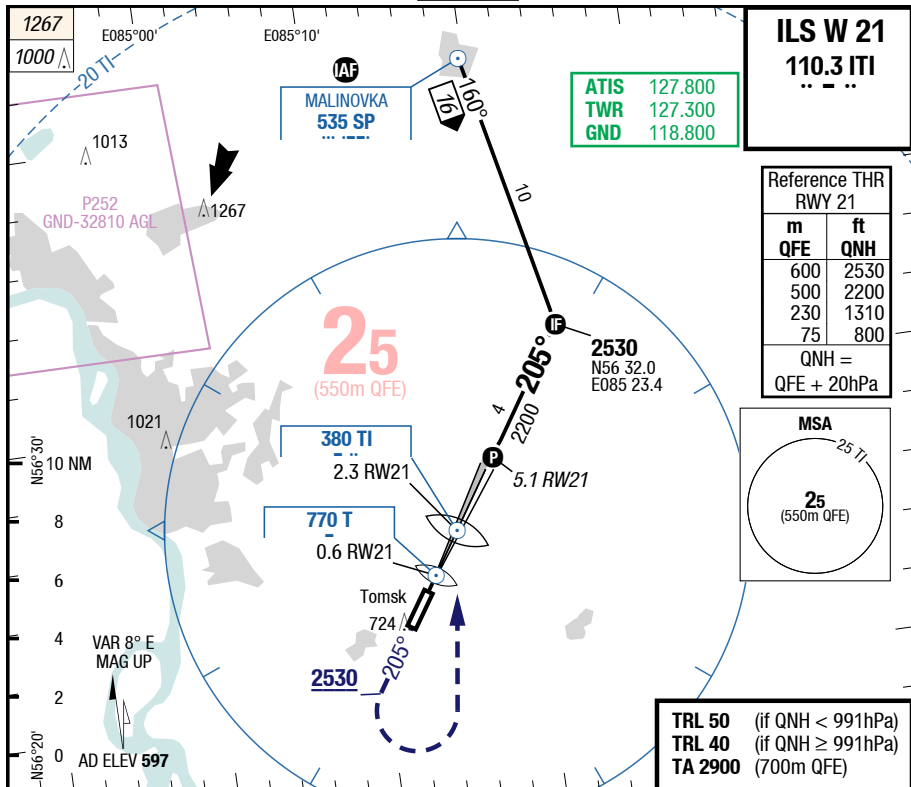 1267
1000
E085°00'
E085°10'
20 TI
IAF
MALINOVKA
535 SP
160°
16
10
ATIS 127.800
TWR 127.300
GND 118.800
ILS W 21
110.3 ITI
1013
P252
GND-32810 AGL
1267
Reference THR
RWY 21
m ft
QFE QNH
600 2530
500 2200
230 1310
75 800
QNH =
QFE + 20hPa
25
(550m QFE)
IF
2530
N56 32.0
E085 23.4
205°
4
2200
1021
380 TI
2.3 RW21
P
5.1 RW21
MSA
25 TI
25
(550m QFE)
N56°30'
10 NM
8
6
4
2
0
770 T
0.6 RW21
Tomsk
724
205°
2530
VAR 8° E
MAG UP
N56°20'
AD ELEV 597
TRL 50 (if QNH < 991hPa)
TRL 40 (if QNH ≥ 991hPa)
TA 2900 (700m QFE)